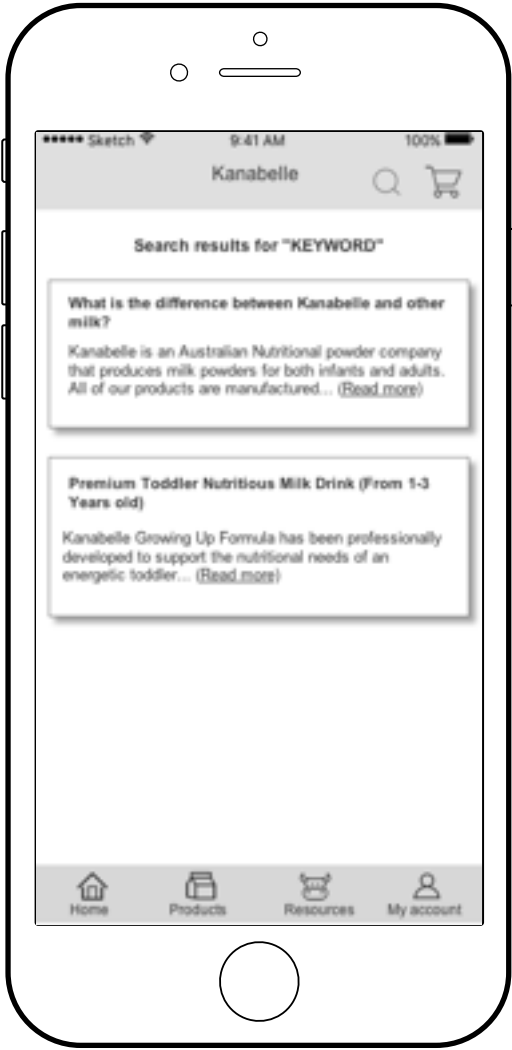 Sketch 9:41 AM 100%
Kanabelle
Search results for "KEYWORD"
What is the difference between Kanabelle and other
milk?
Kanabelle is an Australian Nutritional powder company
that produces milk powders for both infants and adults.
All of our products are manufactured... (Read more)
Premium Toddler Nutritious Milk Drink (From 1-3
Years old)
Kanabelle Growing Up Formula has been professionally
developed to support the nutritional needs of an
energetic toddler... (Read more)
Home Products Resources My account